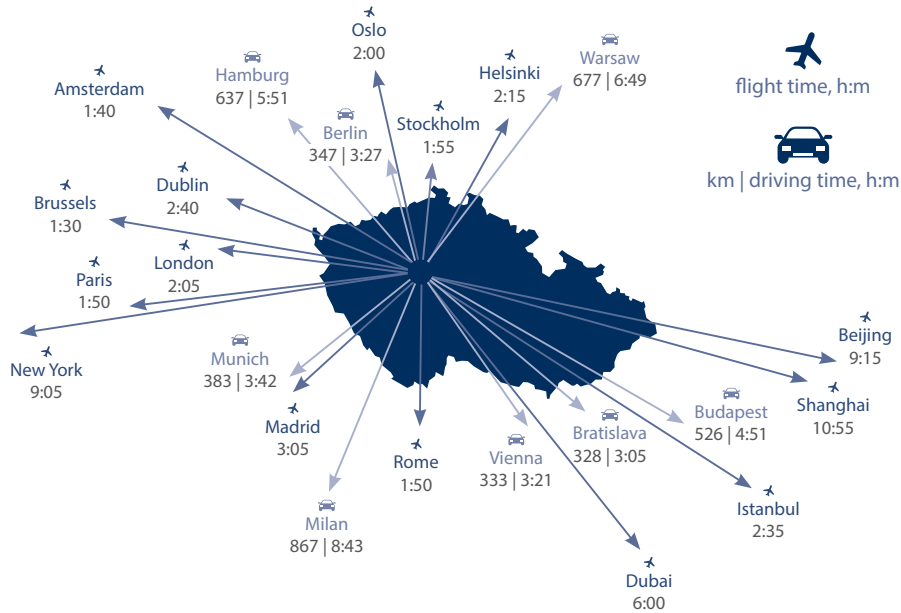 Oslo
2:00
Warsaw
677 | 6:49
Helsinki
2:15
Hamburg
637 | 5:51
Amsterdam
1:40
flight time, h:m
Stockholm
1:55
Berlin
347 | 3:27
km | driving time, h:m
Dublin
2:40
Brussels
1:30
London
2:05
Paris
1:50
New York
9:05
Beijing
9:15
Munich
383 | 3:42
Shanghai
10:55
Budapest
526 | 4:51
Madrid
3:05
Bratislava
328 | 3:05
Rome
1:50
Vienna
333 | 3:21
Istanbul
2:35
Milan
867 | 8:43
Dubai
6:00